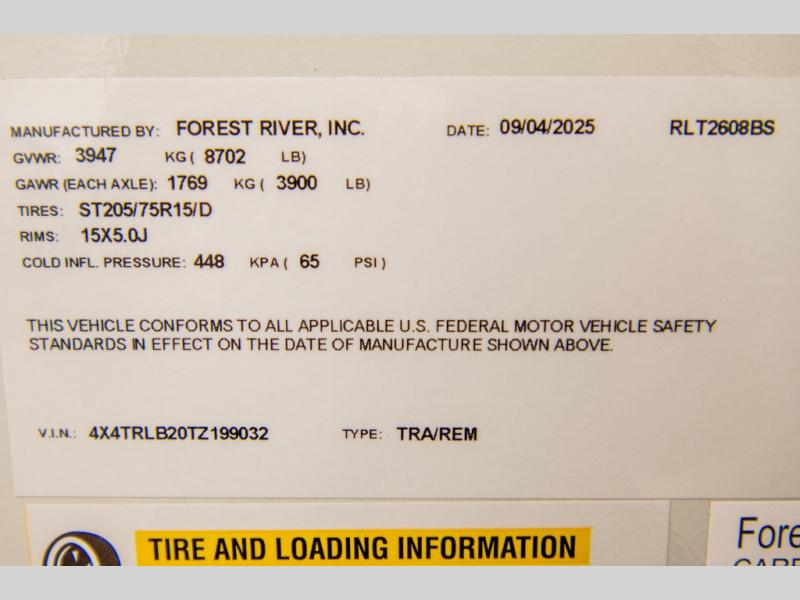 MANUFACTURED BY: FOREST RIVER, INC. DATE: 09/04/2025 RLT2608BS
GVWR: 3947 KG ( 8702 LB)
GAWR (EACH AXLE): 1769 KG ( 3900 LB)
TIRES: ST205/75R15/D
RIMS: 15X5.0J
COLD INFL. PRESSURE: 448 KPA ( 65 PSI )
THIS VEHICLE CONFORMS TO ALL APPLICABLE U.S. FEDERAL MOTOR VEHICLE SAFETY
STANDARDS IN EFFECT ON THE DATE OF MANUFACTURE SHOWN ABOVE.
V.I.N.: 4X4TRLB20TZ199032 TYPE: TRA/REM
TIRE AND LOADING INFORMATION